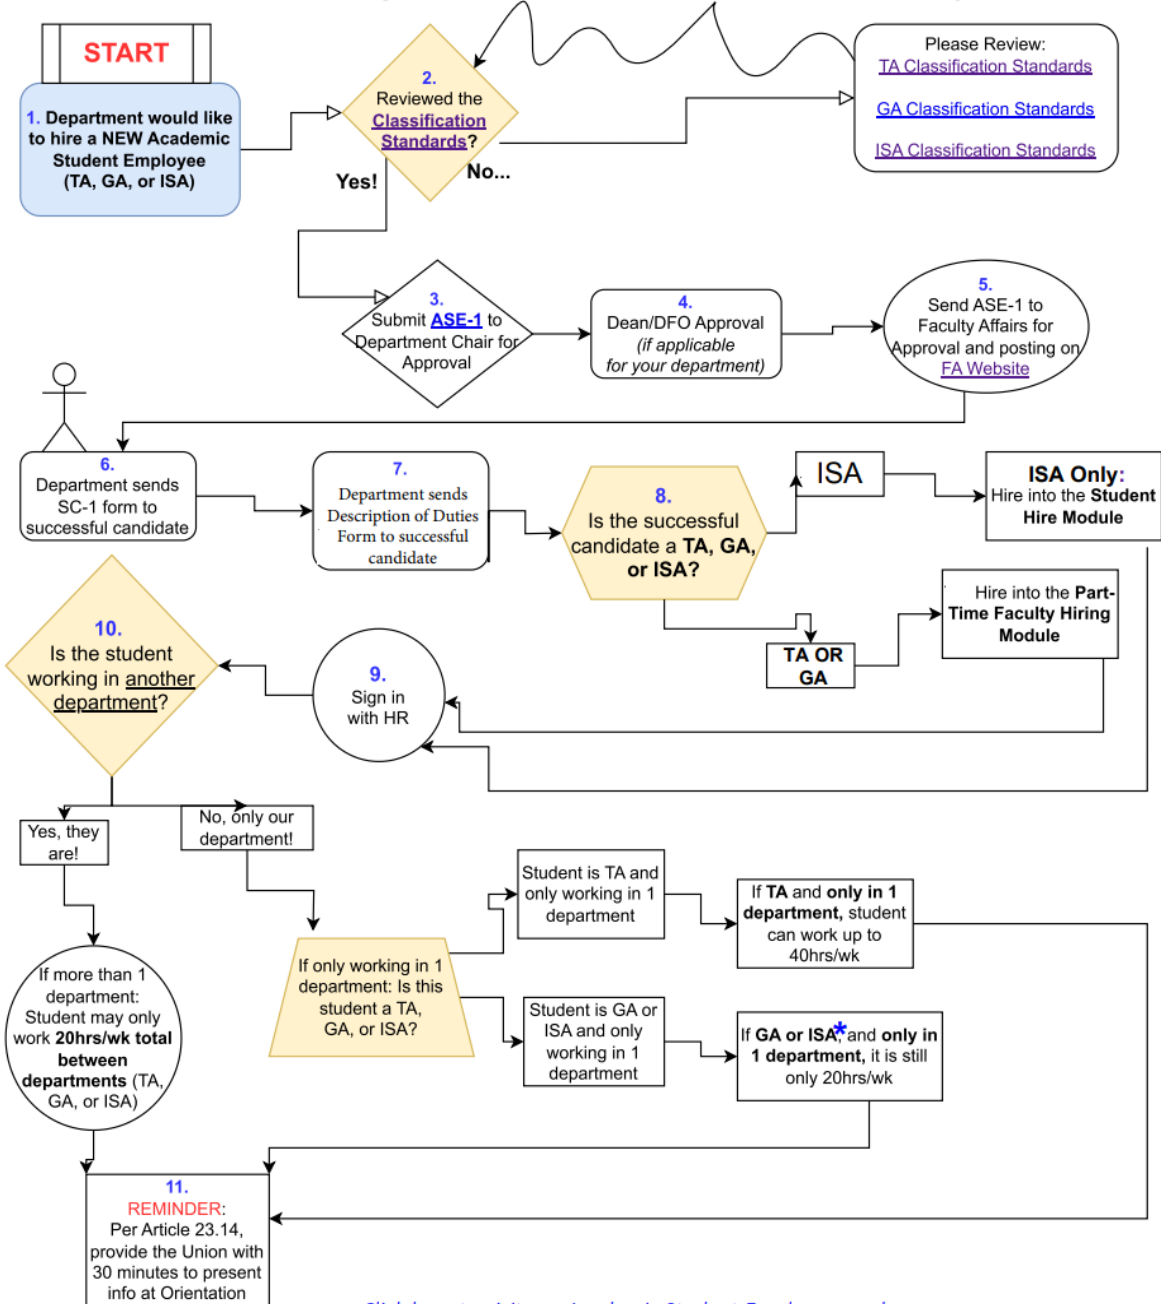 START
1. Department would like
to hire a NEW Academic
Student Employee
(TA, GA, or ISA)
2.
Reviewed the
Classification
Standards?
Yes!
No...
Please Review:
TA Classification Standards
GA Classification Standards
ISA Classification Standards
3.
Submit ASE-1 to
Department Chair for
Approval
4.
Dean/DFO Approval
(if applicable
for your department)
5.
Send ASE-1 to
Faculty Affairs for
Approval and posting on
FA Website
6.
Department sends
SC-1 form to
successful candidate
7.
Department sends
Description of Duties
Form to successful
candidate
8.
Is the successful
candidate a TA, GA,
or ISA?
ISA
ISA Only:
Hire into the Student
Hire Module
TA OR
GA
Hire into the Part-
Time Faculty Hiring
Module
9.
Sign in
with HR
10.
Is the student
working in another
department?
Yes, they
are!
No, only our
department!
If more than 1
department:
Student may only
work 20hrs/wk total
between
departments (TA,
GA, or ISA)
If only working in 1
department: Is this
student a TA,
GA, or ISA?
Student is TA and
only working in 1
department
If TA and only in 1
department, student
can work up to
40hrs/wk
Student is GA or
ISA and only
working in 1
department
If GA or ISA*, and only in
1 department, it is still
only 20hrs/wk
11.
REMINDER:
Per Article 23.14,
provide the Union with
30 minutes to present
info at Orientation